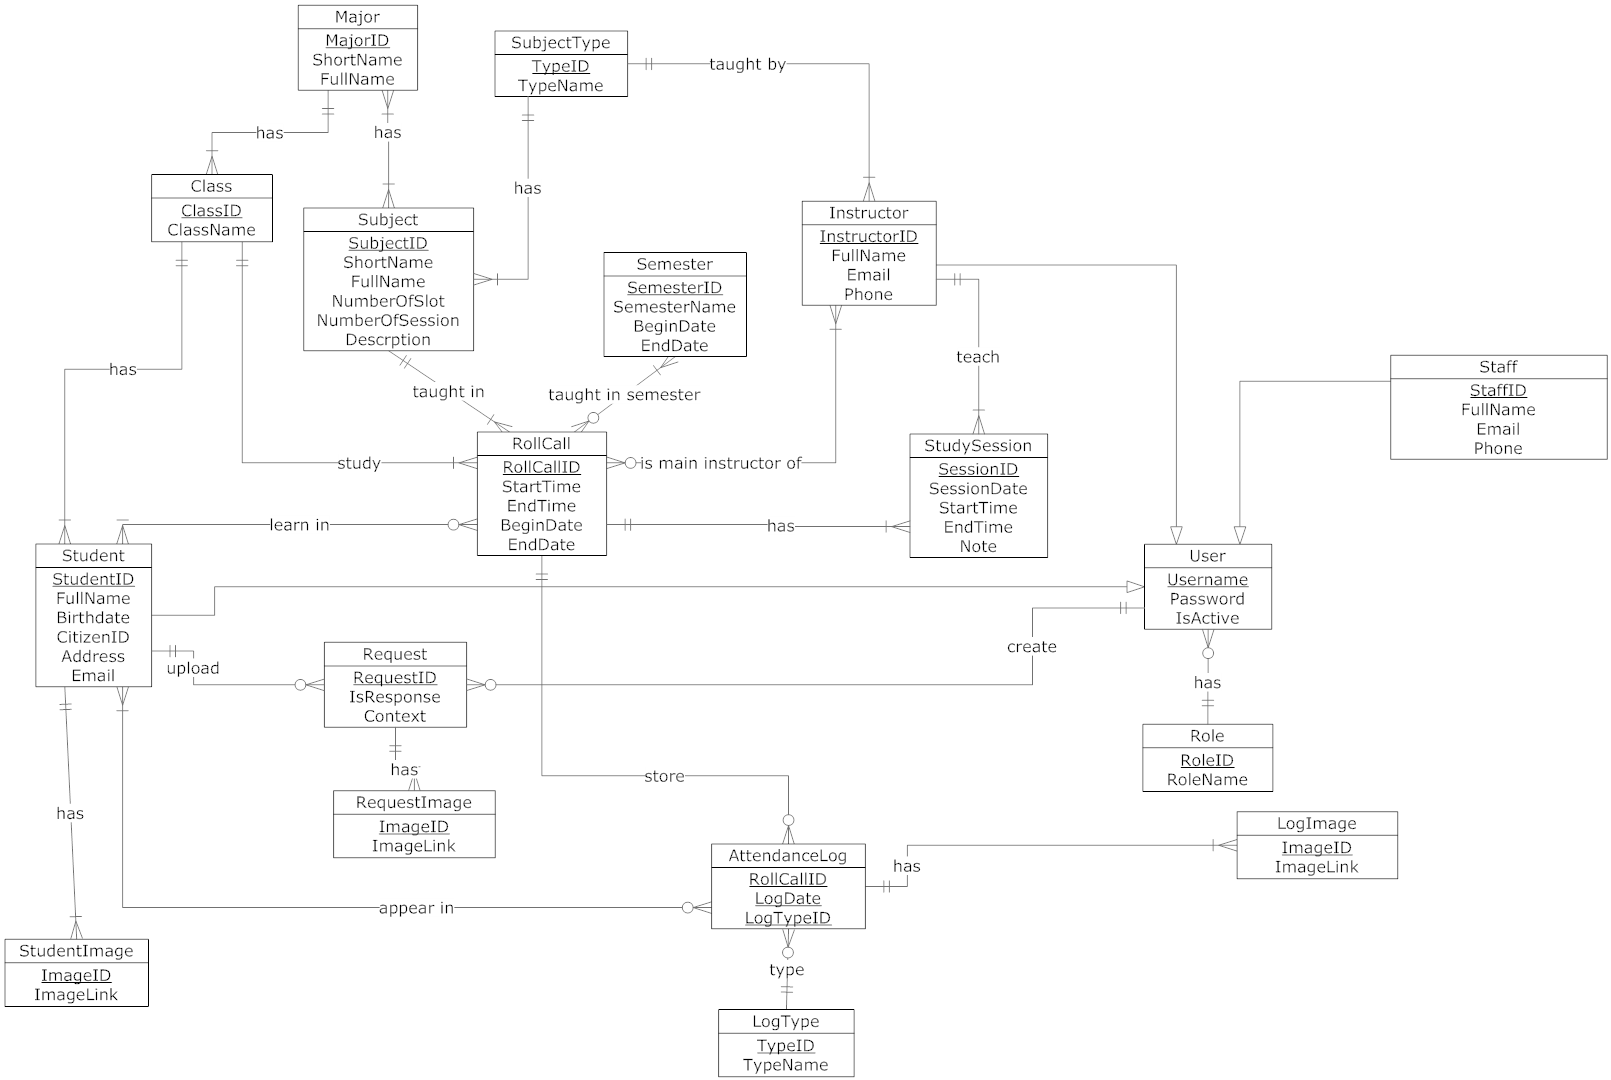 Major
MajorID
ShortName
FullName
SubjectType
TypeID
TypeName
taught by
has
has
has
Class
ClassID
ClassName
Subject
SubjectID
ShortName
FullName
NumberOfSlot
NumberOfSession
Descrption
Instructor
InstructorID
FullName
Email
Phone
Semester
SemesterID
SemesterName
BeginDate
EndDate
has
taught in
taught in semester
teach
Staff
StaffID
FullName
Email
Phone
study
RollCall
RollCallID
StartTime
EndTime
BeginDate
EndDate
is main instructor of
StudySession
SessionID
SessionDate
StartTime
EndTime
Note
learn in
has
Student
StudentID
FullName
Birthdate
CitizenID
Address
Email
User
Username
Password
IsActive
upload
Request
RequestID
IsResponse
Context
create
has
Role
RoleID
RoleName
has
RequestImage
ImageID
ImageLink
store
has
LogImage
ImageID
ImageLink
AttendanceLog
RollCallID
LogDate
LogTypeID
has
appear in
StudentImage
ImageID
ImageLink
type
LogType
TypeID
TypeName